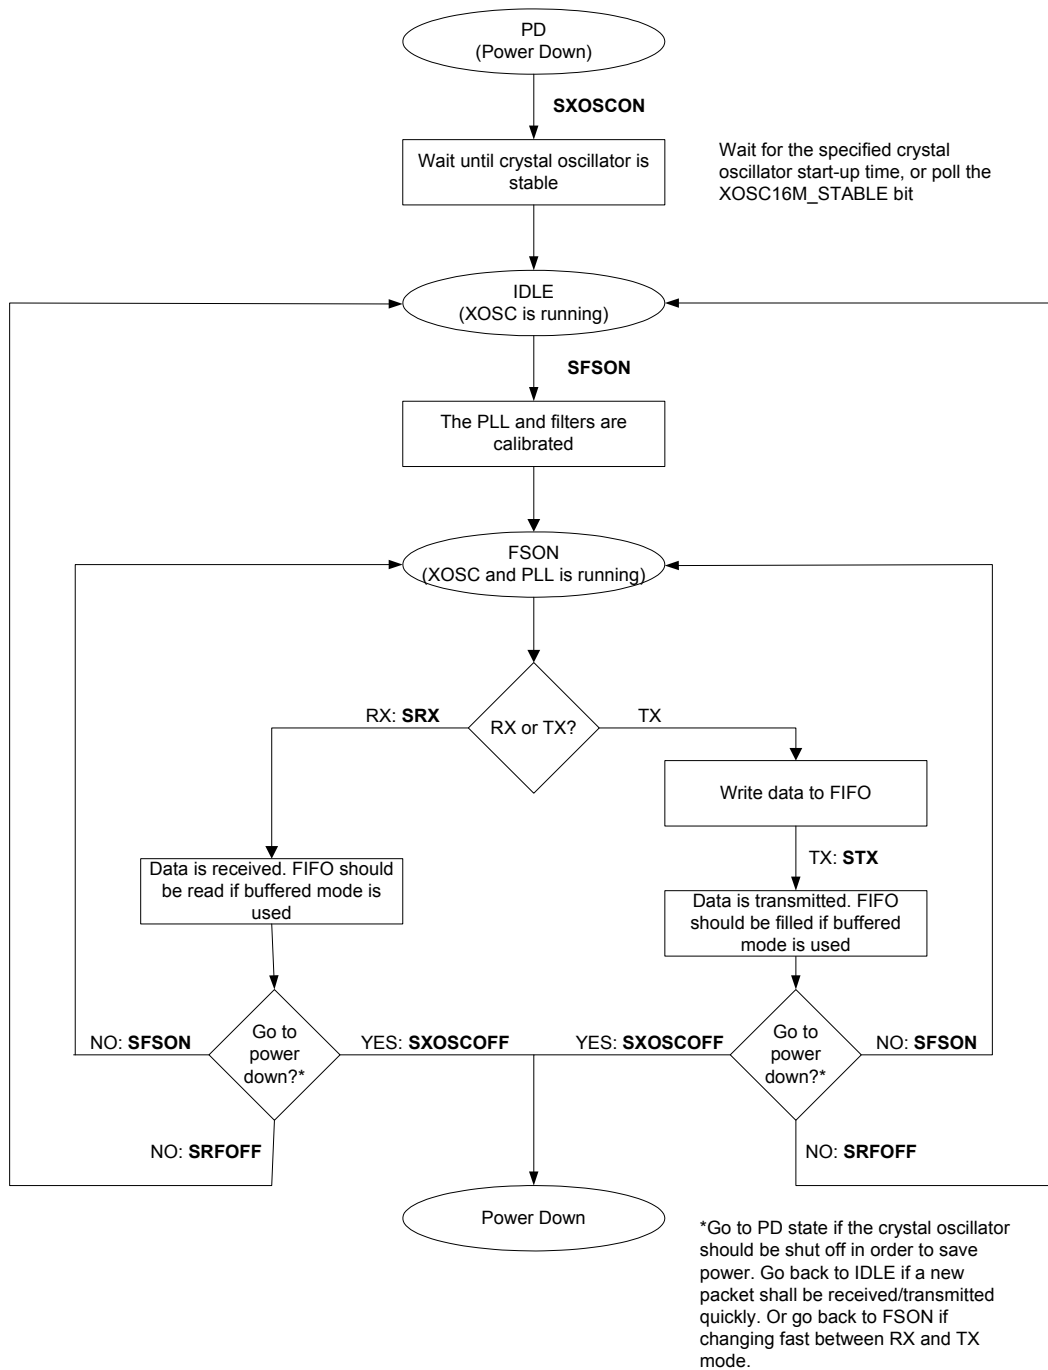 PD
(Power Down)
SXOSCON
Wait until crystal oscillator is
stable
Wait for the specified crystal
oscillator start-up time, or poll the
XOSC16M_STABLE bit
IDLE
(XOSC is running)
SFSON
The PLL and filters are
calibrated
FSON
(XOSC and PLL is running)
RX: SRX
RX or TX?
TX
Write data to FIFO
TX: STX
Data is received. FIFO should
be read if buffered mode is
used
Data is transmitted. FIFO
should be filled if buffered
mode is used
NO: SFSON
Go to
power
down?*
YES: SXOSCOFF
YES: SXOSCOFF
Go to
power
down?*
NO: SFSON
NO: SRFOFF
NO: SRFOFF
Power Down
*Go to PD state if the crystal oscillator
should be shut off in order to save
power. Go back to IDLE if a new
packet shall be received/transmitted
quickly. Or go back to FSON if
changing fast between RX and TX
mode.